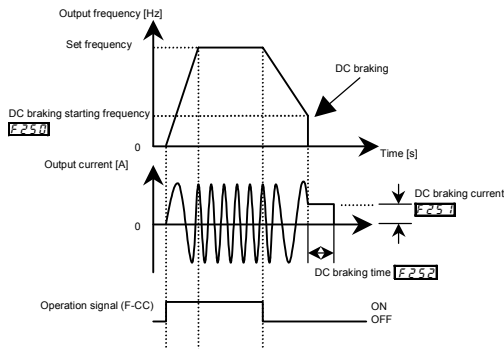 Output frequency [Hz]
Set frequency
DC braking
DC braking starting frequency
F250
0
Time [s]
Output current [A]
DC braking current
F251
0
DC braking time F252
Operation signal (F-CC)
ON
OFF